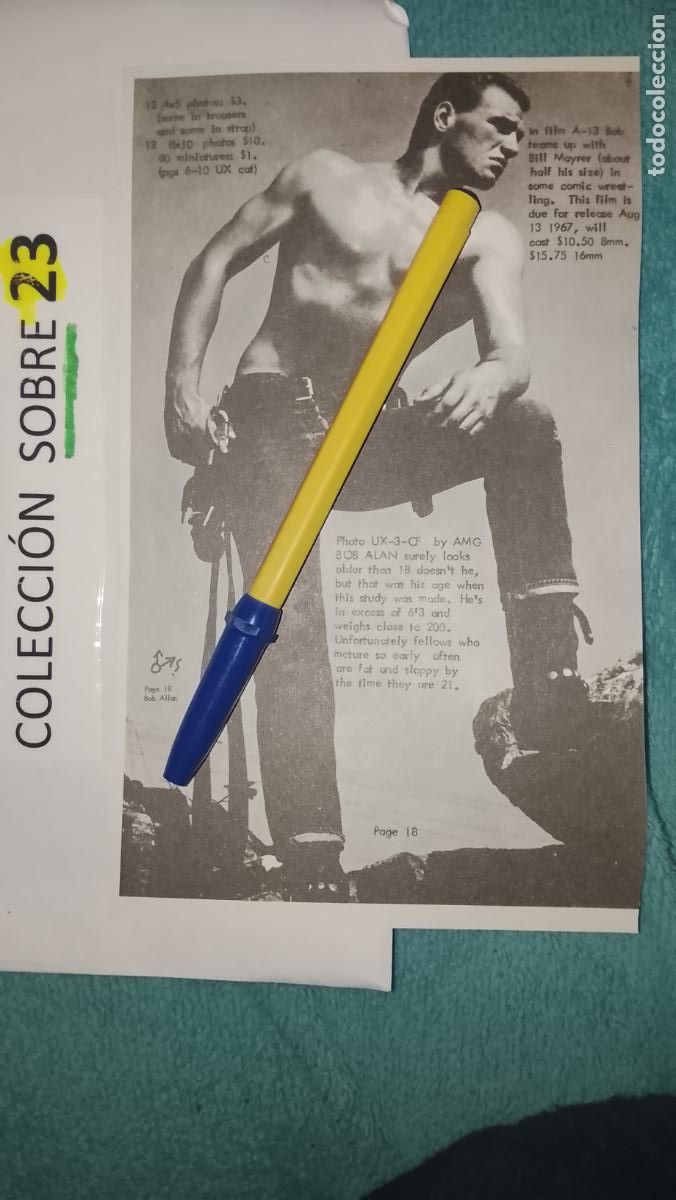 todocoleccion
COLECCIÓN SOBRE 23
12 4x5 photos: $3.
(some in trousers
and some in strap)
12 8x10 photos $10.
80 miniatures: $1.
(pgs 6-10 UX cat)
In film A-13 Bob
teams up with
Bill Mayrer (about
half his size) in
some comic wrest-
ling. This film is
due for release Aug
13 1967, will
cost $10.50 8mm.
$15.75 16mm
Photo UX-3-CF by AMG
BOB ALAN surely looks
older than 18 doesn't he,
but that was his age when
this study was made. He's
in excess of 6'3 and
weighs close to 200.
Unfortunately fellows who
mature so early often
are fat and sloppy by
the time they are 21.
Page 18
Bob Allan
Page 18